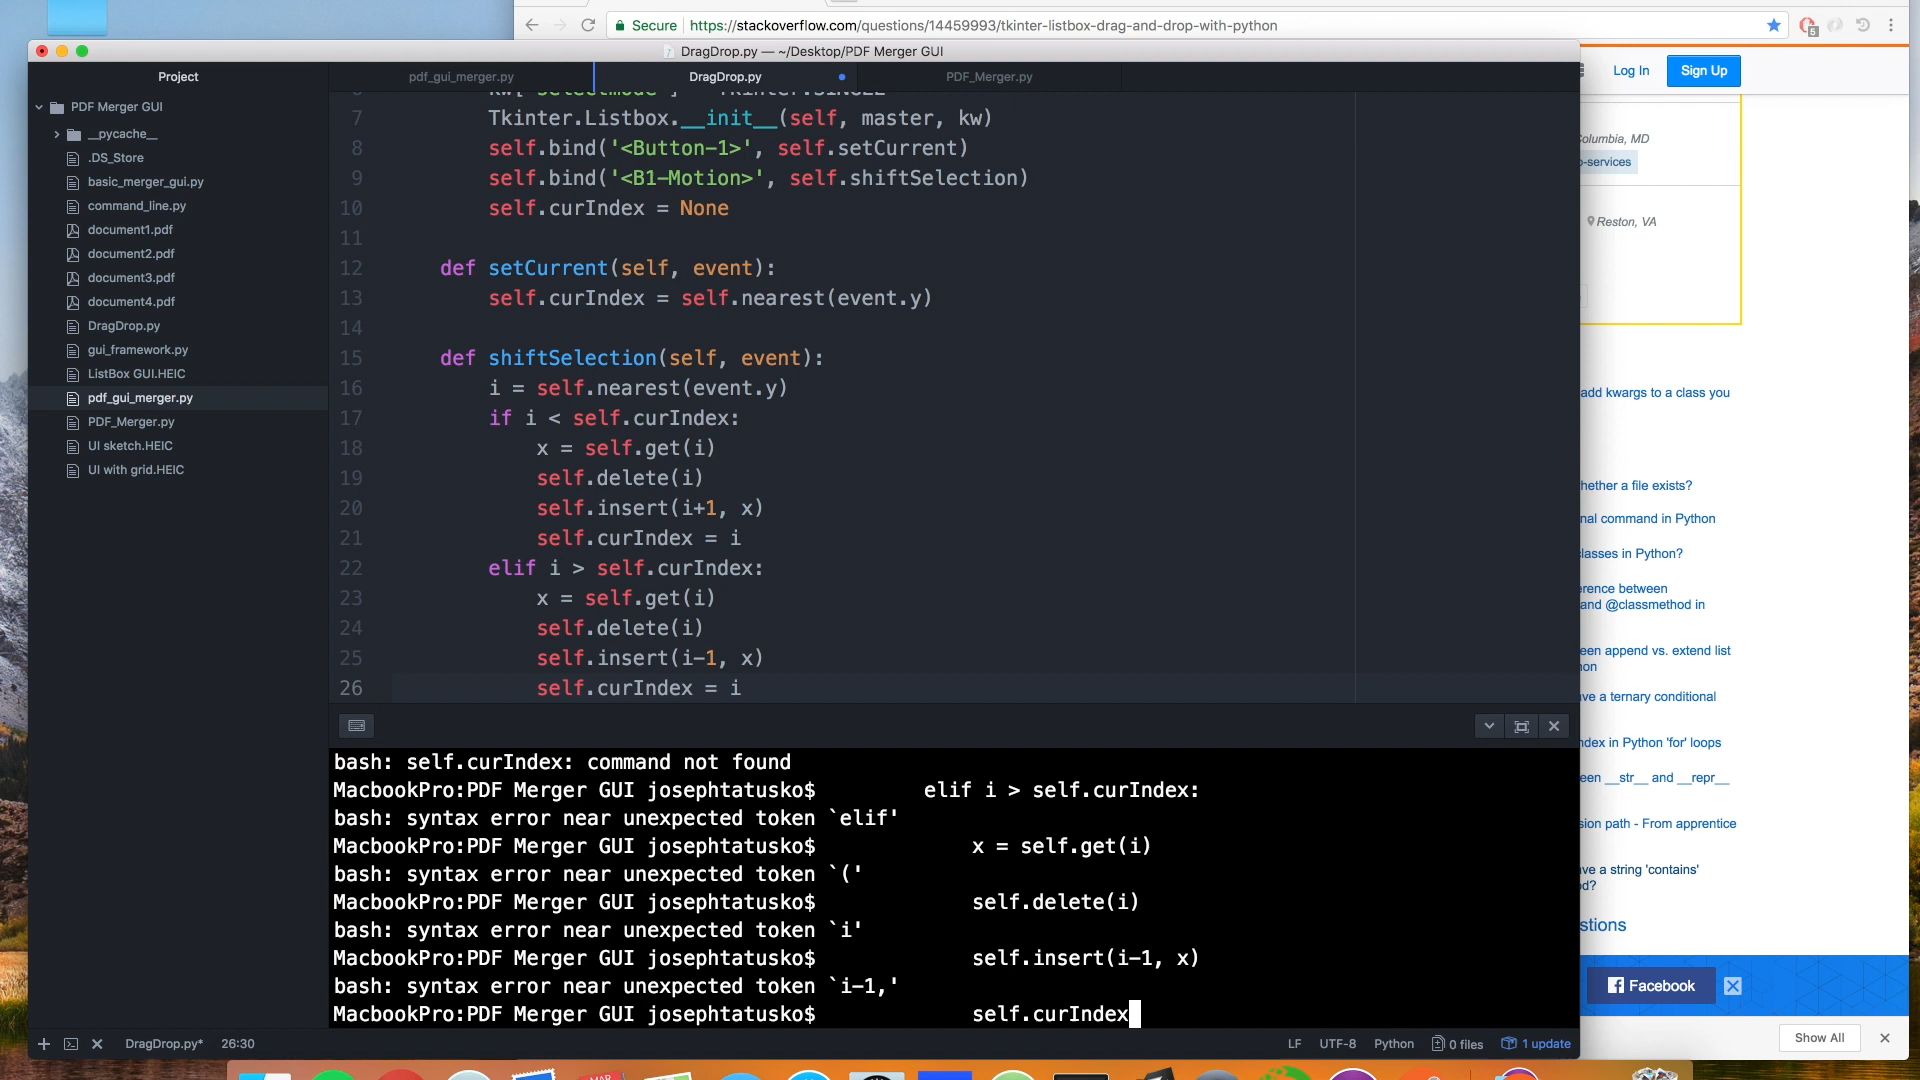 Secure https://stackoverflow.com/questions/14459993/tkinter-listbox-drag-and-drop-with-python
5
DragDrop.py — ~/Desktop/PDF Merger GUI
Project
pdf_gui_merger.py
DragDrop.py
PDF_Merger.py
Log In
Sign Up
PDF Merger GUI
__pycache__
.DS_Store
basic_merger_gui.py
command_line.py
document1.pdf
document2.pdf
document3.pdf
document4.pdf
DragDrop.py
gui_framework.py
ListBox GUI.HEIC
pdf_gui_merger.py
PDF_Merger.py
UI sketch.HEIC
UI with grid.HEIC
7 Tkinter.Listbox.__init__(self, master, kw)
8 self.bind('<Button-1>', self.setCurrent)
9 self.bind('<B1-Motion>', self.shiftSelection)
10 self.curIndex = None
11
12 def setCurrent(self, event):
13 self.curIndex = self.nearest(event.y)
14
15 def shiftSelection(self, event):
16 i = self.nearest(event.y)
17 if i < self.curIndex:
18 x = self.get(i)
19 self.delete(i)
20 self.insert(i+1, x)
21 self.curIndex = i
22 elif i > self.curIndex:
23 x = self.get(i)
24 self.delete(i)
25 self.insert(i-1, x)
26 self.curIndex = i
bash: self.curIndex: command not found
MacbookPro:PDF Merger GUI josephtatusko$ elif i > self.curIndex:
bash: syntax error near unexpected token `elif'
MacbookPro:PDF Merger GUI josephtatusko$ x = self.get(i)
bash: syntax error near unexpected token `('
MacbookPro:PDF Merger GUI josephtatusko$ self.delete(i)
bash: syntax error near unexpected token `i'
MacbookPro:PDF Merger GUI josephtatusko$ self.insert(i-1, x)
bash: syntax error near unexpected token `i-1,'
MacbookPro:PDF Merger GUI josephtatusko$ self.curIndex
DragDrop.py* 26:30
LF UTF-8 Python 0 files 1 update
Columbia, MD
o-services
Reston, VA
add kwargs to a class you
hether a file exists?
nal command in Python
classes in Python?
erence between
and @classmethod in
een append vs. extend list
on
ve a ternary conditional
ndex in Python 'for' loops
een __str__ and __repr__
sion path - From apprentice
ve a string 'contains'
d?
stions
Facebook
Show All
MAR